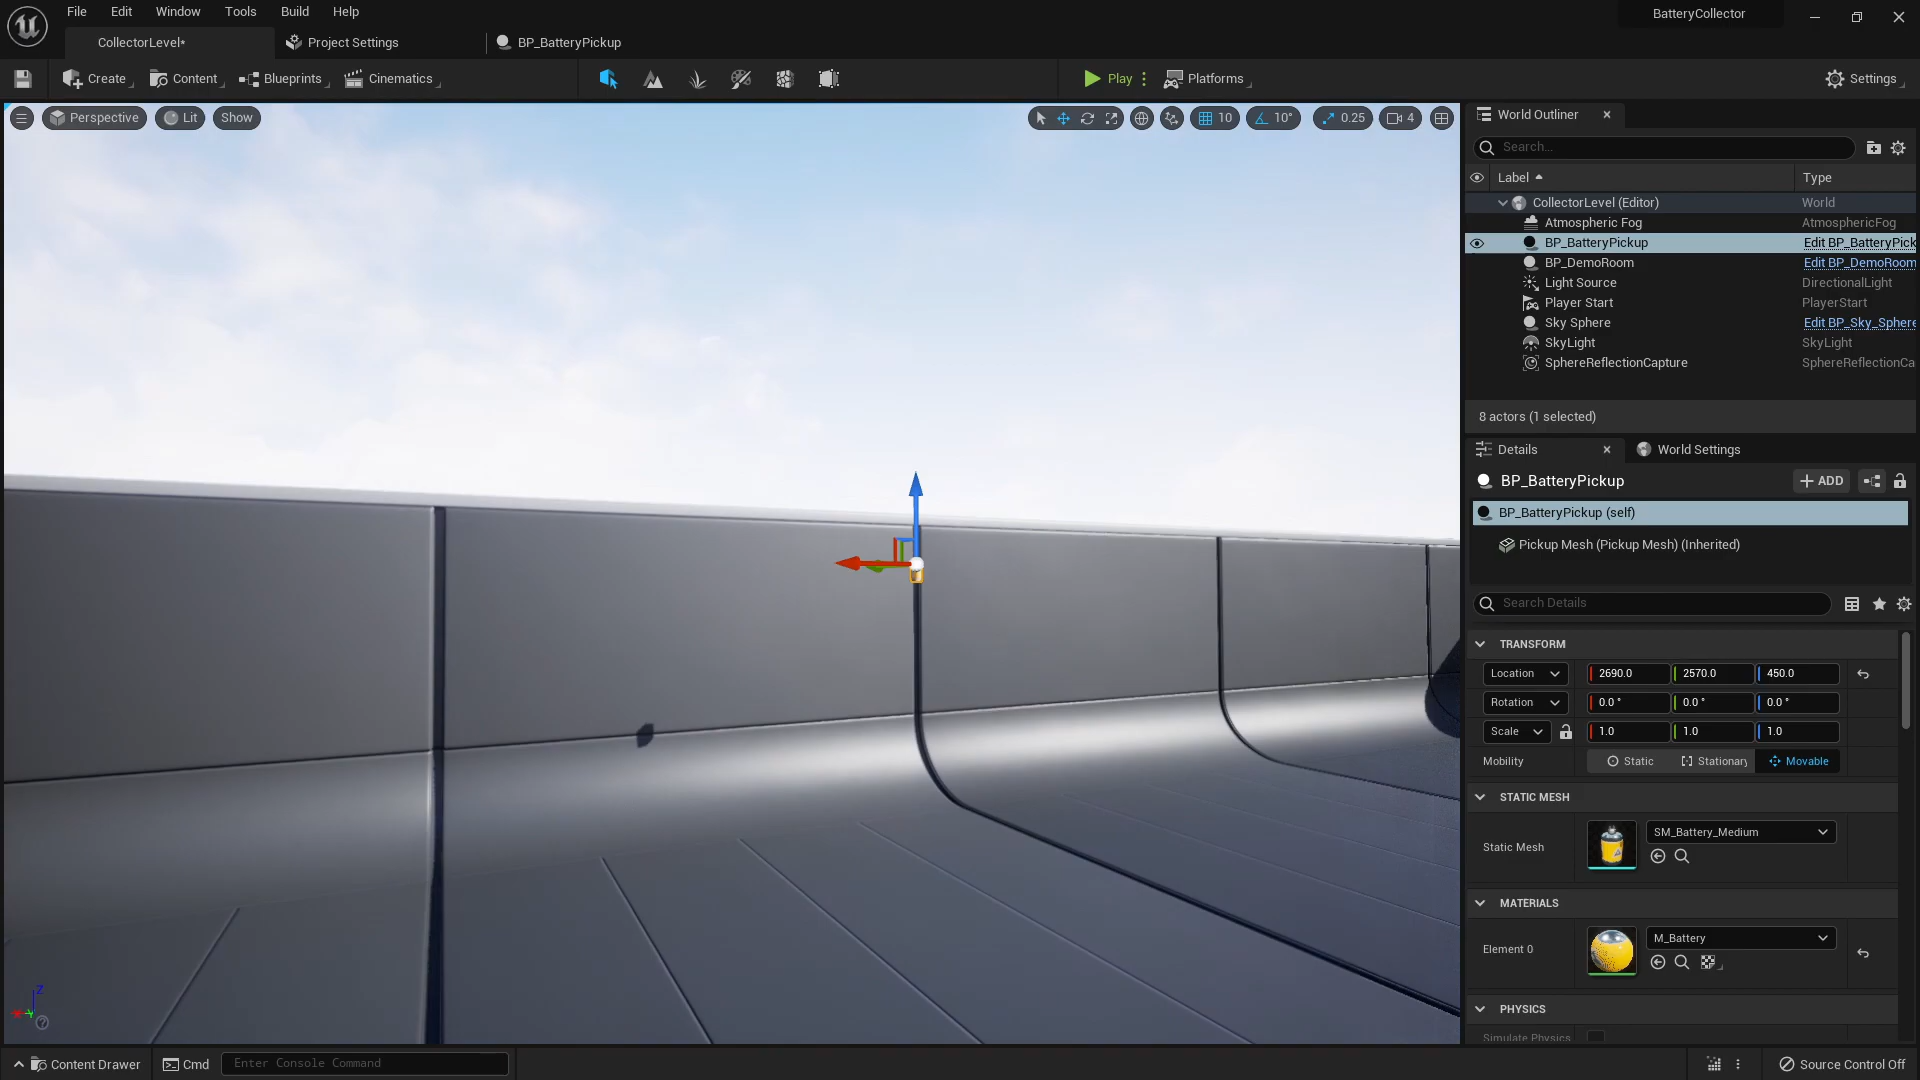 File Edit Window Tools Build Help
BatteryCollector
CollectorLevel*
Project Settings
BP_BatteryPickup
Create
Content
Blueprints
Cinematics
Play
Platforms
Settings
Perspective
Lit
Show
10
10°
0.25
4
World Outliner
Search...
Label
Type
CollectorLevel (Editor) World
Atmospheric Fog AtmosphericFog
BP_BatteryPickup Edit BP_BatteryPick
BP_DemoRoom Edit BP_DemoRoom
Light Source DirectionalLight
Player Start PlayerStart
Sky Sphere Edit BP_Sky_Sphere
SkyLight SkyLight
SphereReflectionCapture SphereReflectionCa
8 actors (1 selected)
Details
World Settings
BP_BatteryPickup
ADD
BP_BatteryPickup (self)
Pickup Mesh (Pickup Mesh) (Inherited)
Search Details
TRANSFORM
Location 2690.0 2570.0 450.0
Rotation 0.0 ° 0.0 ° 0.0 °
Scale 1.0 1.0 1.0
Mobility Static Stationary Movable
STATIC MESH
Static Mesh
SM_Battery_Medium
MATERIALS
Element 0
M_Battery
PHYSICS
Simulate Physics
Z
Content Drawer
Cmd
Enter Console Command
Source Control Off